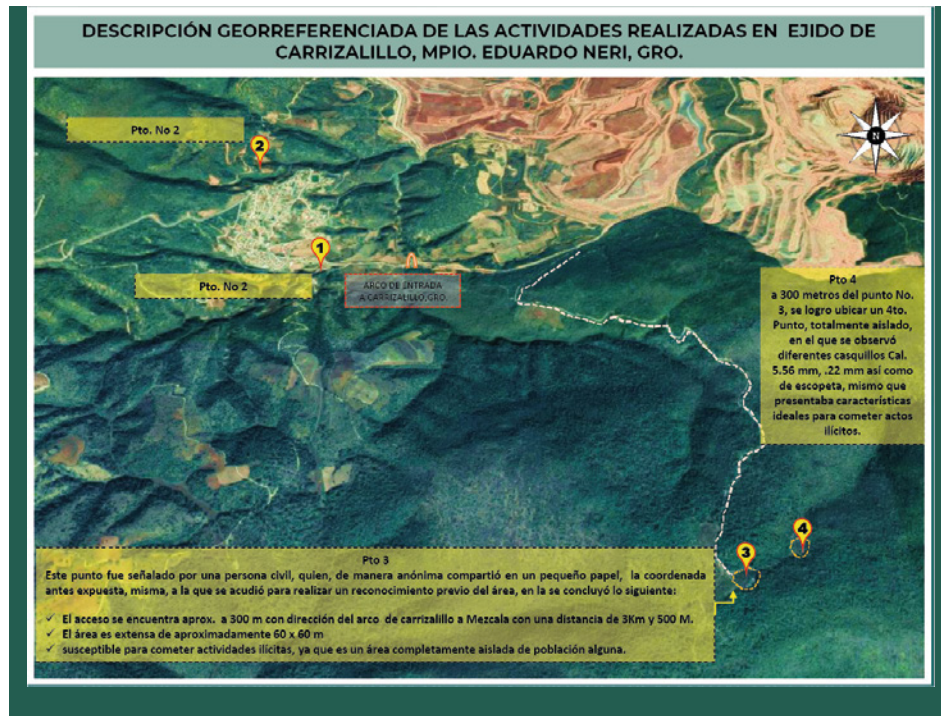 DESCRIPCIÓN GEORREFERENCIADA DE LAS ACTIVIDADES REALIZADAS EN EJIDO DE
CARRIZALILLO, MPIO. EDUARDO NERI, GRO.
Pto. No 2
2
N
1
Pto. No 2
ARCO DE ENTRADA
A CARRIZALILLO,GRO.
Pto 4
a 300 metros del punto No.
3, se logro ubicar un 4to.
Punto, totalmente aislado,
en el que se observó
diferentes casquillos Cal.
5.56 mm, .22 mm así como
de escopeta, mismo que
presentaba características
ideales para cometer actos
ilícitos.
4
3
Pto 3
Este punto fue señalado por una persona civil, quien, de manera anónima compartió en un pequeño papel, la coordenada
antes expuesta, misma, a la que se acudió para realizar un reconocimiento previo del área, en la se concluyó lo siguiente:
✓ El acceso se encuentra aprox. a 300 m con dirección del arco de carrizalillo a Mezcala con una distancia de 3Km y 500 M.
✓ El área es extensa de aproximadamente 60 x 60 m
✓ susceptible para cometer actividades ilícitas, ya que es un área completamente aislada de población alguna.